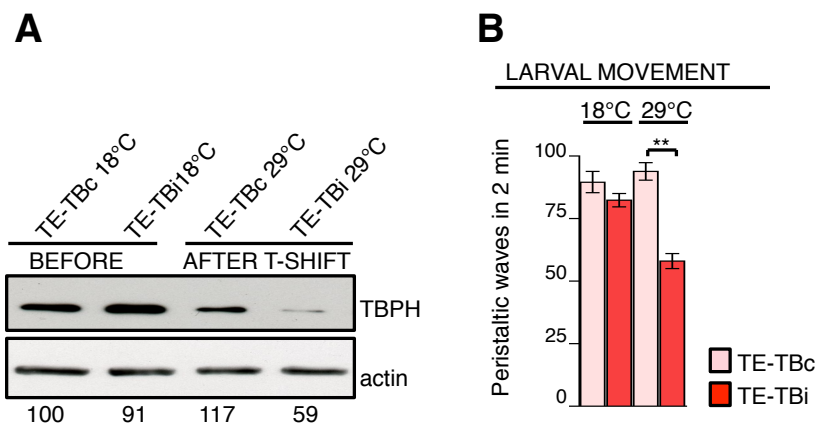 A
TE-TBc 18°C
TE-TBi18°C
TE-TBc 29°C
TE-TBi 29°C
BEFORE
AFTER T-SHIFT
TBPH
actin
100 91 117 59
B
LARVAL MOVEMENT
18°C 29°C
**
Peristaltic waves in 2 min
100
75
50
25
0
TE-TBc
TE-TBi